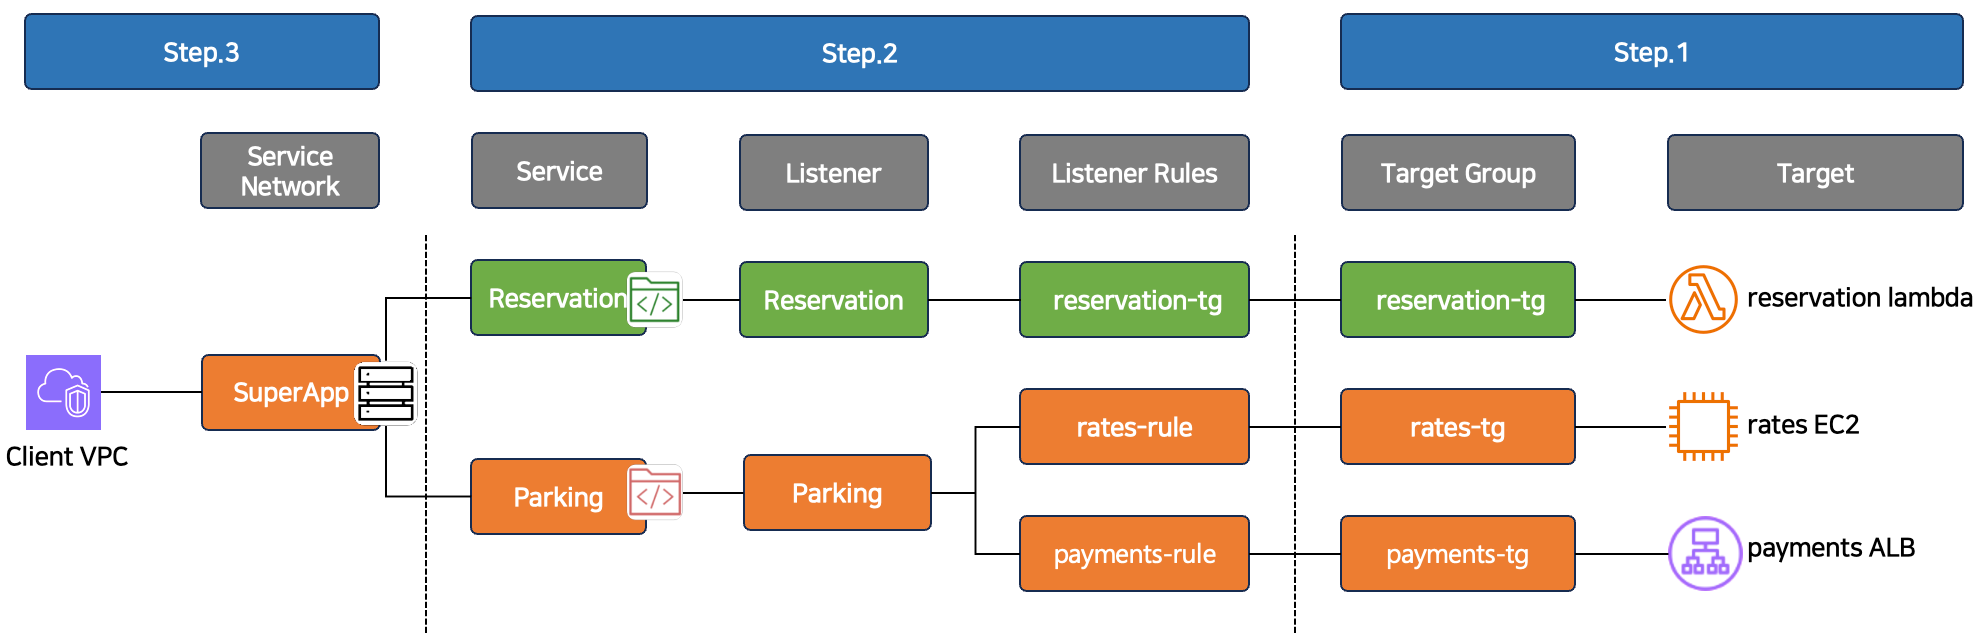 Step.3
Step.2
Step.1
Service
Network
Service
Listener
Listener Rules
Target Group
Target
Reservation
Reservation
reservation-tg
reservation-tg
reservation lambda
SuperApp
Client VPC
rates-rule
rates-tg
rates EC2
Parking
Parking
payments-rule
payments-tg
payments ALB